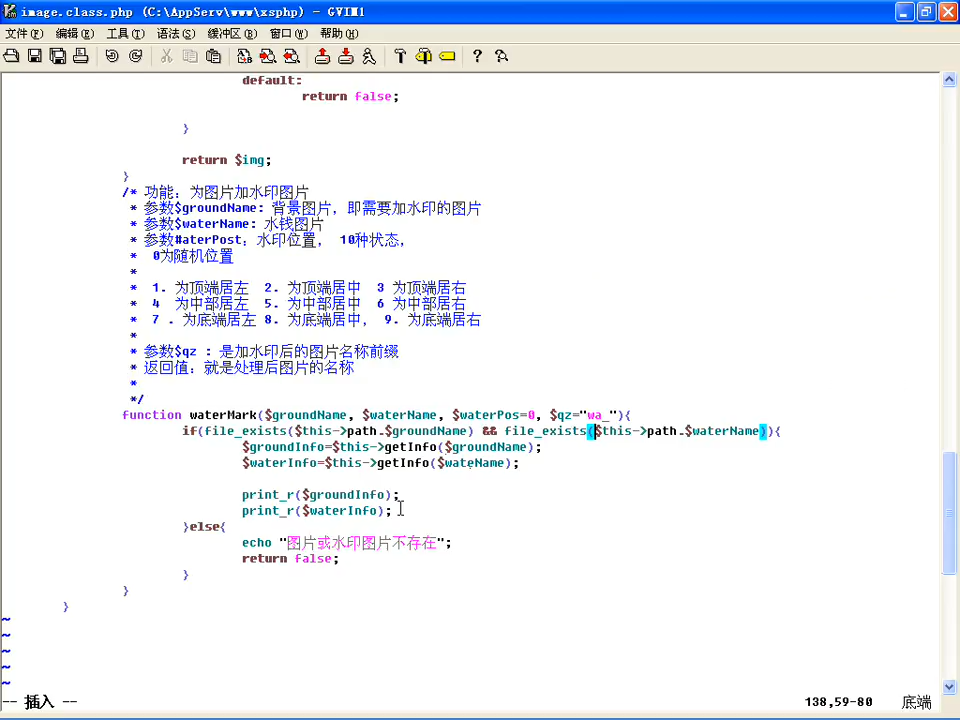 image.class.php (C:\AppServ\www\xsphp) - GVIM1
文件(F) 编辑(E) 工具(T) 语法(S) 缓冲区(B) 窗口(W) 帮助(H)
default:
return false;
}
return $img;
}
/* 功能：为图片加水印图片
* 参数$groundName: 背景图片，即需要加水印的图片
* 参数$waterName: 水钱图片
* 参数#aterPost：水印位置， 10种状态，
* 0为随机位置
*
* 1. 为顶端居左 2. 为顶端居中 3 为顶端居右
* 4 为中部居左 5. 为中部居中 6 为中部居右
* 7 . 为底端居左 8. 为底端居中， 9. 为底端居右
*
* 参数$qz : 是加水印后的图片名称前缀
* 返回值：就是处理后图片的名称
*
*/
function waterMark($groundName, $waterName, $waterPos=0, $qz="wa_"){
if(file_exists($this->path.$groundName) && file_exists($this->path.$waterName)){
$groundInfo=$this->getInfo($groundName);
$waterInfo=$this->getInfo($wateName);
print_r($groundInfo);
print_r($waterInfo);
}else{
echo "图片或水印图片不存在";
return false;
}
}
}
~
~
~
~
~
-- 插入 -- 138,59-80 底端